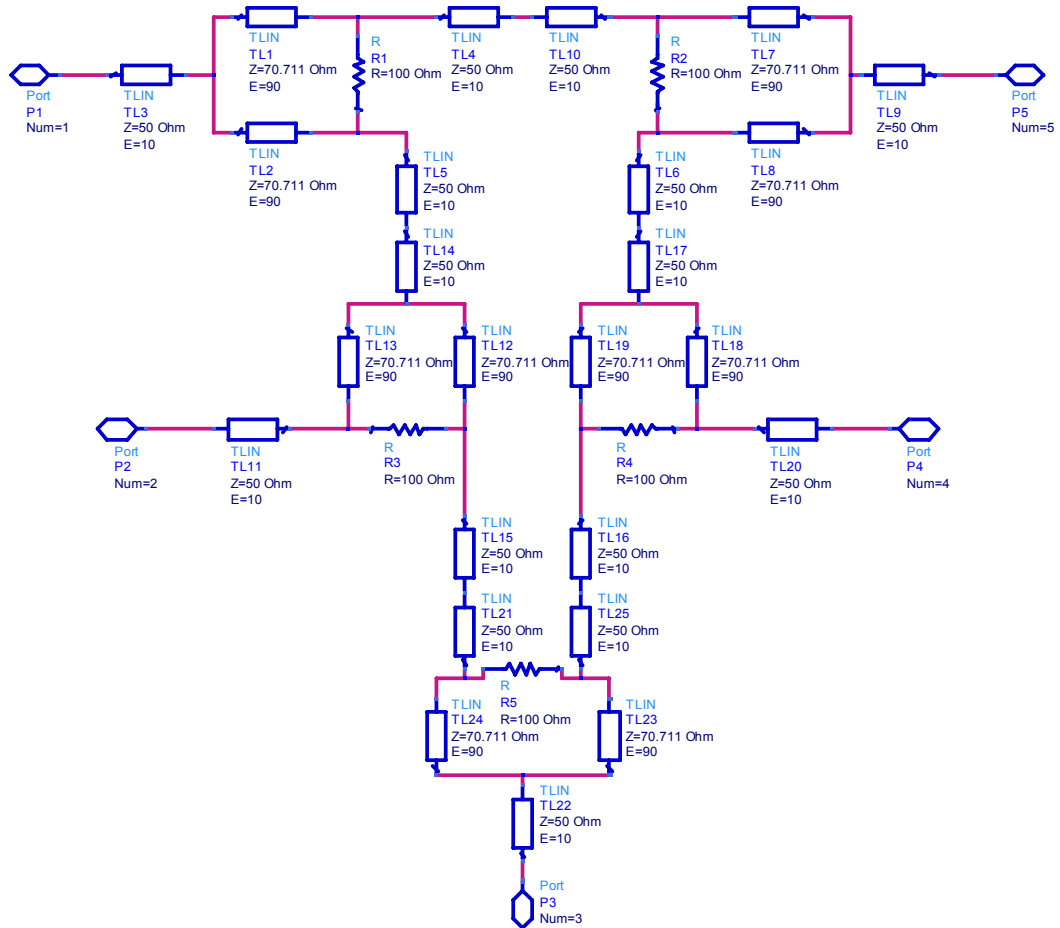 TLIN
TL1
Z=70.711 Ohm
E=90
R
R1
R=100 Ohm
TLIN
TL4
Z=50 Ohm
E=10
TLIN
TL10
Z=50 Ohm
E=10
R
R2
R=100 Ohm
TLIN
TL7
Z=70.711 Ohm
E=90
Port
P1
Num=1
TLIN
TL3
Z=50 Ohm
E=10
TLIN
TL9
Z=50 Ohm
E=10
Port
P5
Num=5
TLIN
TL2
Z=70.711 Ohm
E=90
TLIN
TL5
Z=50 Ohm
E=10
TLIN
TL6
Z=50 Ohm
E=10
TLIN
TL8
Z=70.711 Ohm
E=90
TLIN
TL14
Z=50 Ohm
E=10
TLIN
TL17
Z=50 Ohm
E=10
TLIN
TL13
Z=70.711 Ohm
E=90
TLIN
TL12
Z=70.711 Ohm
E=90
TLIN
TL19
Z=70.711 Ohm
E=90
TLIN
TL18
Z=70.711 Ohm
E=90
Port
P2
Num=2
TLIN
TL11
Z=50 Ohm
E=10
R
R3
R=100 Ohm
R
R4
R=100 Ohm
TLIN
TL20
Z=50 Ohm
E=10
Port
P4
Num=4
TLIN
TL15
Z=50 Ohm
E=10
TLIN
TL16
Z=50 Ohm
E=10
TLIN
TL21
Z=50 Ohm
E=10
TLIN
TL25
Z=50 Ohm
E=10
R
R5
R=100 Ohm
TLIN
TL24
Z=70.711 Ohm
E=90
TLIN
TL23
Z=70.711 Ohm
E=90
TLIN
TL22
Z=50 Ohm
E=10
Port
P3
Num=3